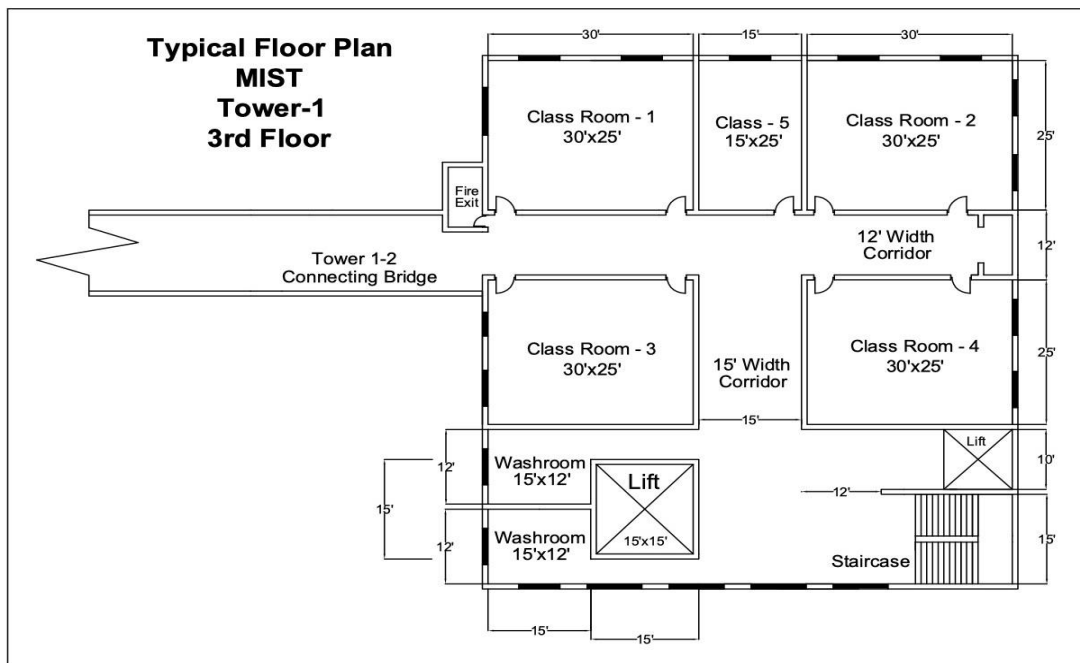 Typical Floor Plan
MIST
Tower-1
3rd Floor
30'
15'
30'
Class Room - 1
30'x25'
Class - 5
15'x25'
Class Room - 2
30'x25'
25'
Fire
Exit
Tower 1-2
Connecting Bridge
12' Width
Corridor
12'
Class Room - 3
30'x25'
15' Width
Corridor
15'
Class Room - 4
30'x25'
25'
12'
15'
12'
Washroom
15'x12'
Washroom
15'x12'
Lift
15'x15'
Lift
10'
12'
Staircase
15'
15'
15'